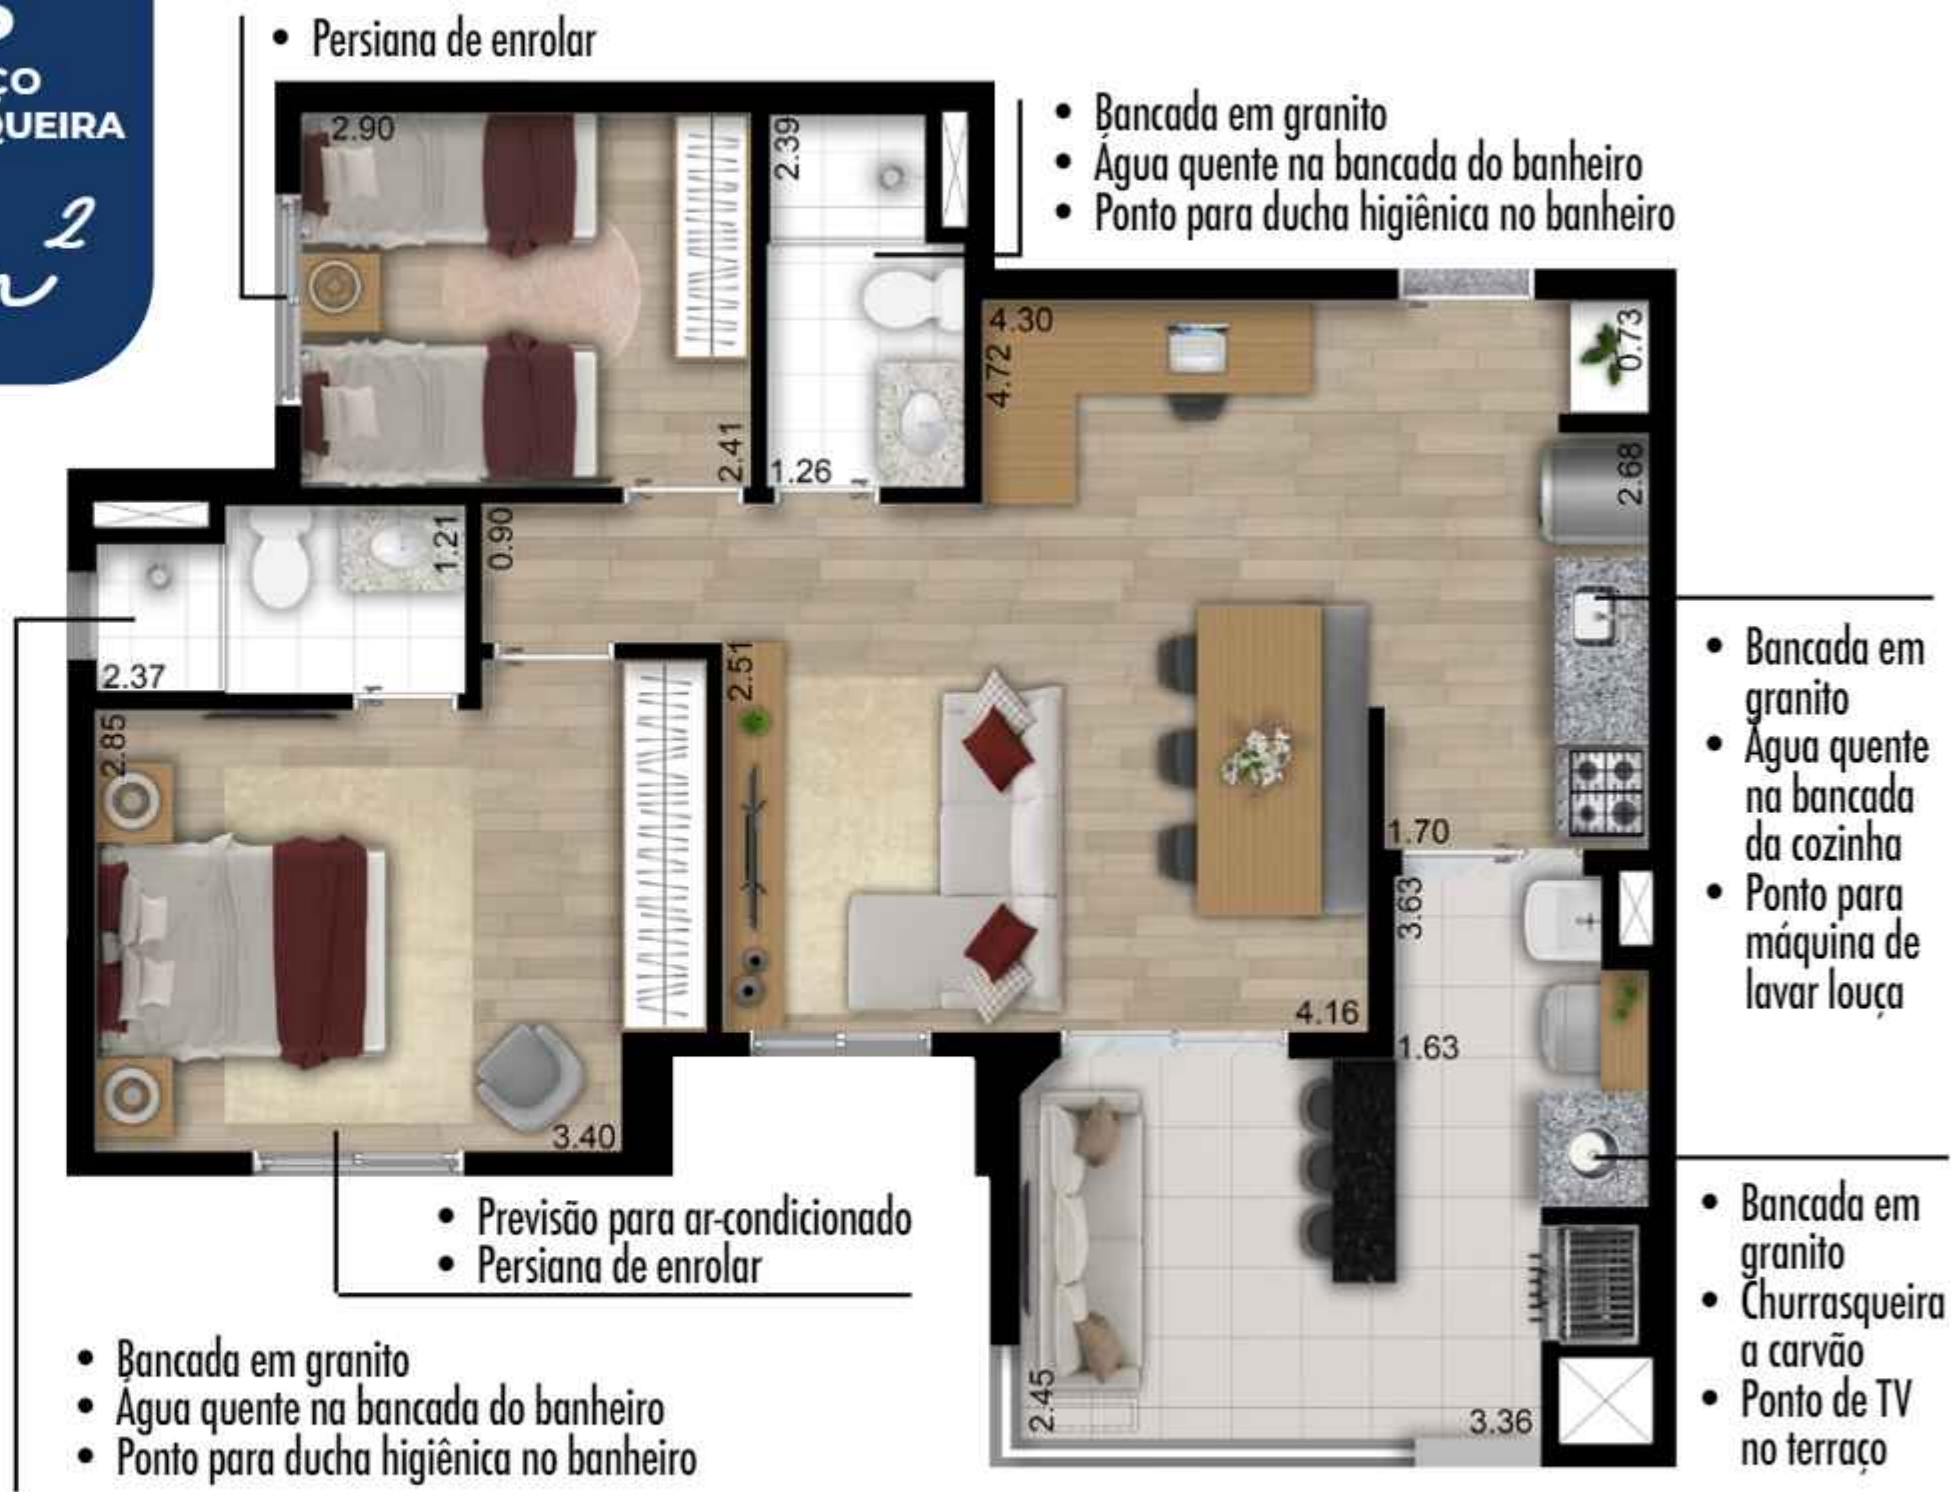 ÇO
QUEIRA
2
• Persiana de enrolar
• Bancada em granito
• Água quente na bancada do banheiro
• Ponto para ducha higiênica no banheiro
2.90
2.39
2.41
1.26
4.30
4.72
0.73
2.68
1.21
0.90
2.37
2.85
2.51
3.40
1.70
3.63
4.16
1.63
2.45
3.36
• Bancada em
granito
• Água quente
na bancada
da cozinha
• Ponto para
máquina de
lavar louça
• Previsão para ar-condicionado
• Persiana de enrolar
• Bancada em
granito
• Churrasqueira
a carvão
• Ponto de TV
no terraço
• Bancada em granito
• Água quente na bancada do banheiro
• Ponto para ducha higiênica no banheiro